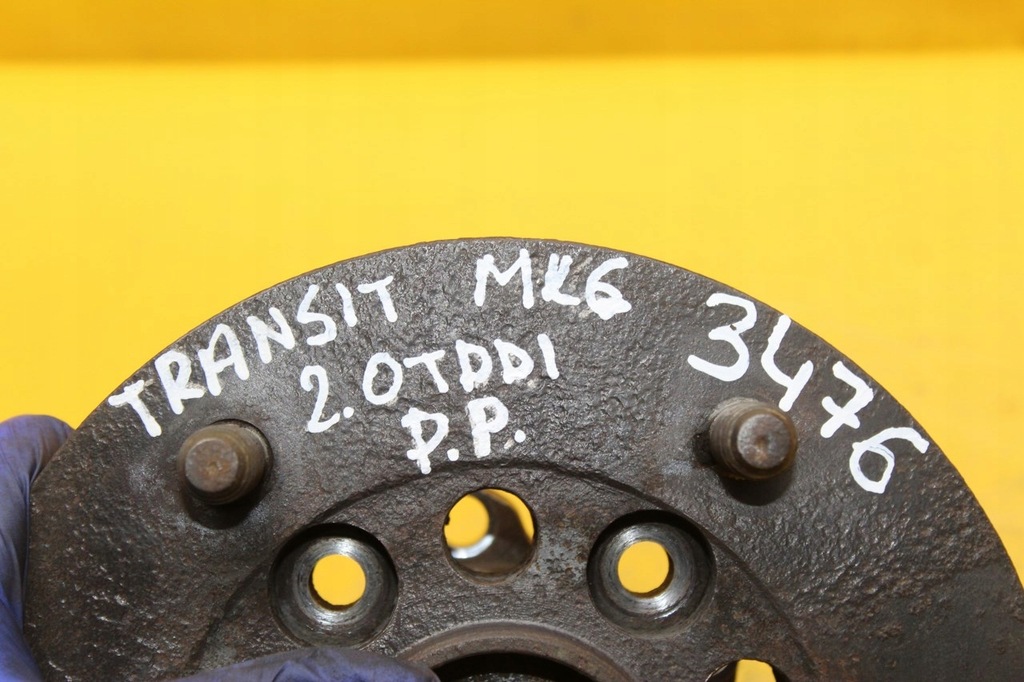 TRANSIT MK6
2.0TDDI
P.P.
3476